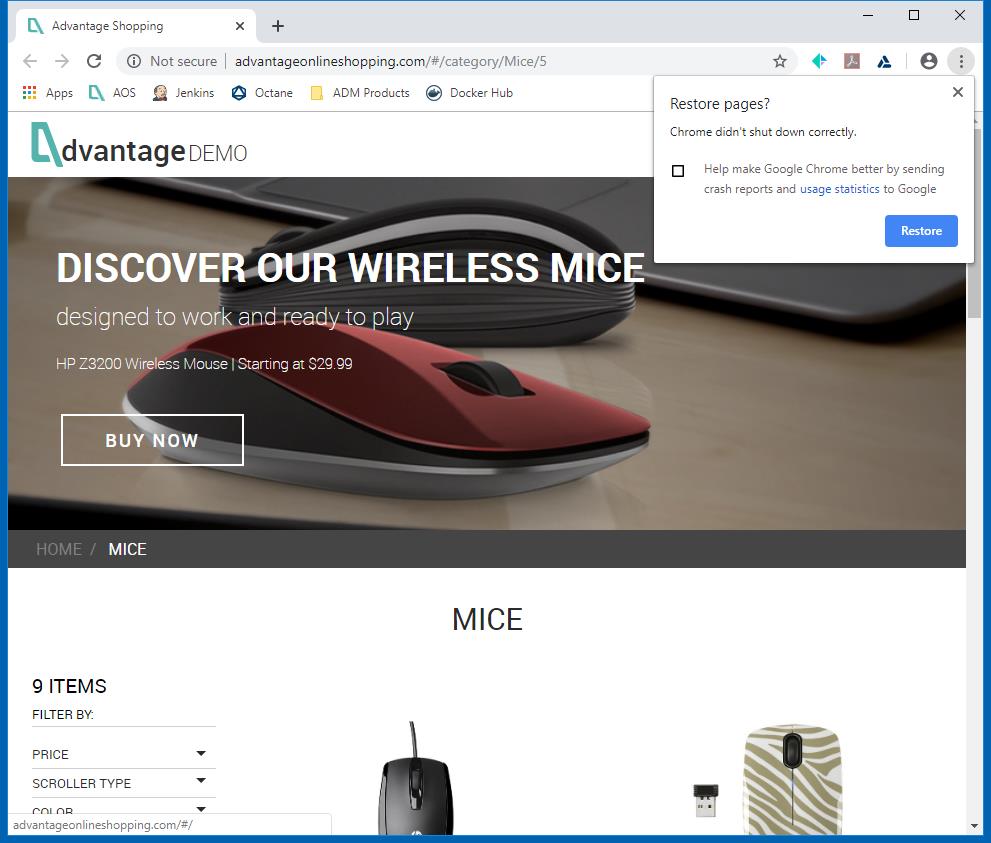 Advantage Shopping
Not secure advantageonlineshopping.com/#/category/Mice/5
Apps AOS Jenkins Octane ADM Products Docker Hub
Restore pages?
Chrome didn't shut down correctly.
Help make Google Chrome better by sending
crash reports and usage statistics to Google
Restore
dvantage DEMO
DISCOVER OUR WIRELESS MICE
designed to work and ready to play
HP Z3200 Wireless Mouse | Starting at $29.99
BUY NOW
HOME / MICE
MICE
9 ITEMS
FILTER BY:
PRICE
SCROLLER TYPE
COLOR
advantageonlineshopping.com/#/